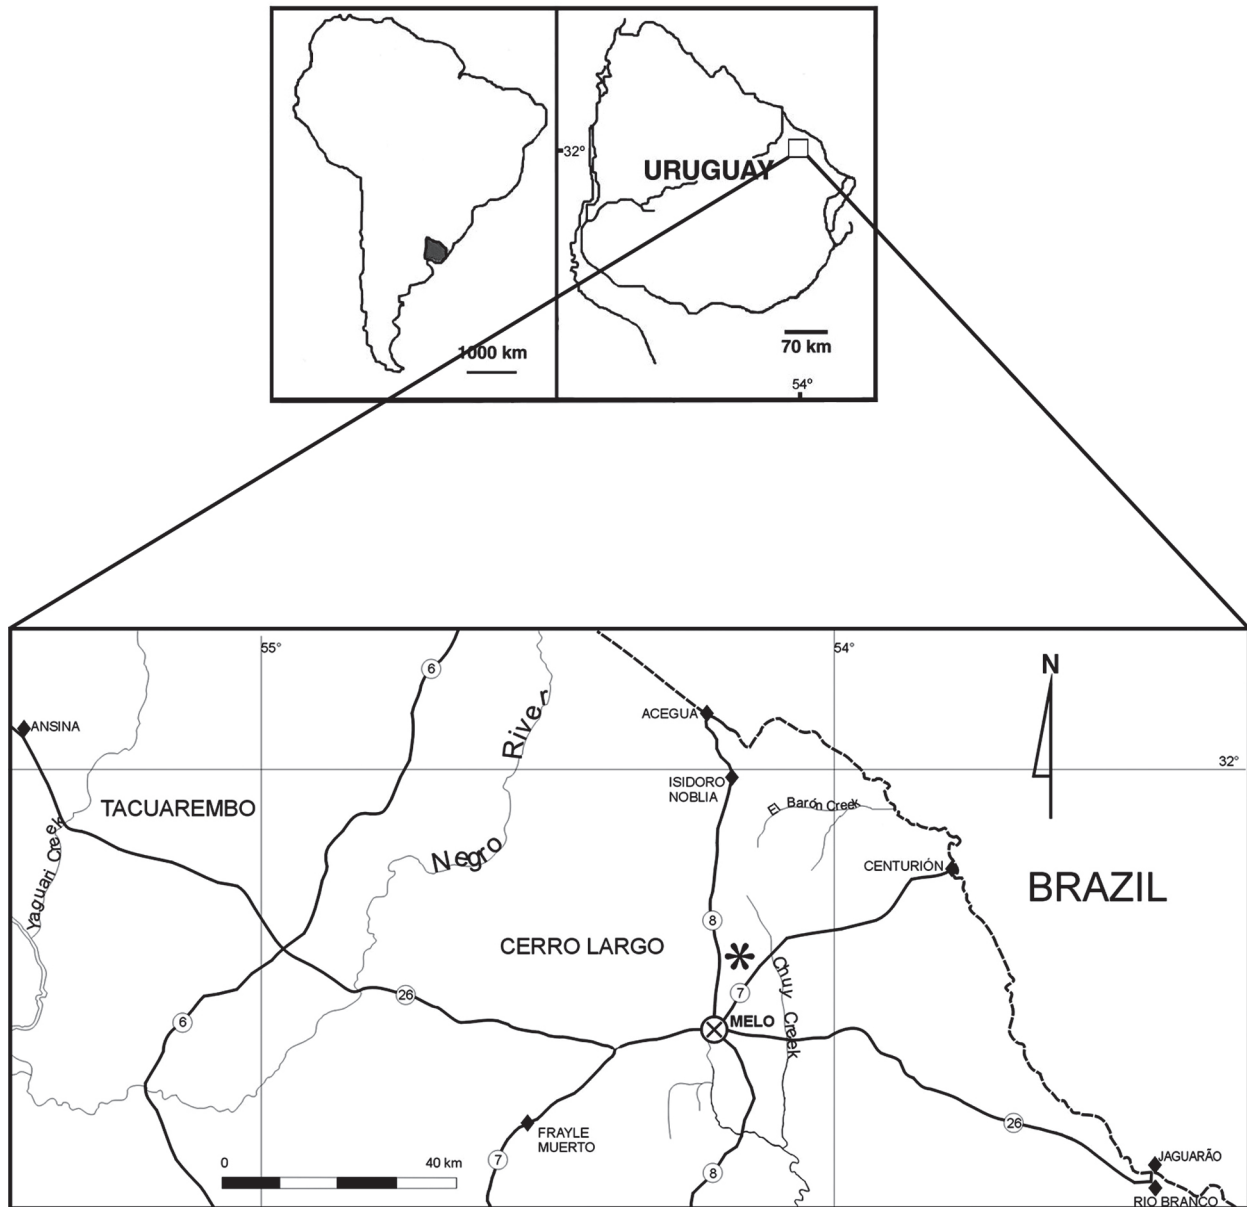 32°
URUGUAY
1000 km
70 km
54°
55°
54°
N
6
River
ACEGUA
ANSINA
32°
ISIDORO
NOBLIA
TACUAREMBO
El Barón Creek
Negro
Yaguari Creek
CENTURIÓN
BRAZIL
8
CERRO LARGO
*
Chuy Creek
26
7
6
MELO
26
FRAYLE
MUERTO
7
8
0 40 km
JAGUARÃO
RIO BRANCO